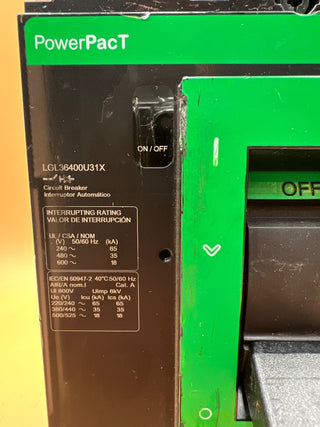 PowerPacT
ON / OFF
LGL36400U31X
Circuit Breaker
Interruptor Automático
OFF
INTERRUPTING RATING
VALOR DE INTERRUPCIÓN
UL / CSA / NOM
(V) 50/60 Hz (kA)
240 ~ 65
480 ~ 35
600 ~ 18
IEC/EN 60947-2 40°C 50/60 Hz
AIR/A nom.I Cat. A
Ui 800V Uimp 8kV
Ue (V) Icu (kA) Ics (kA)
220/240 ~ 65 65
380/440 ~ 35 35
500/525 ~ 18 18